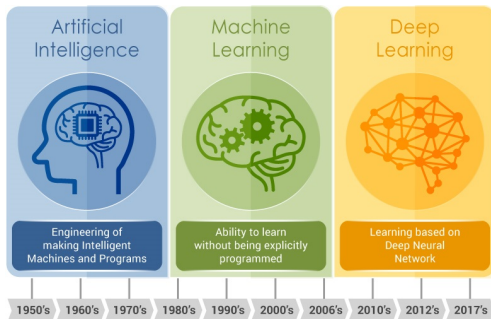 Artificial
Intelligence
Machine
Learning
Deep
Learning
Engineering of
making Intelligent
Machines and Programs
Ability to learn
without being explicitly
programmed
Learning based on
Deep Neural
Network
1950's 1960's 1970's 1980's 1990's 2000's 2006's 2010's 2012's 2017's